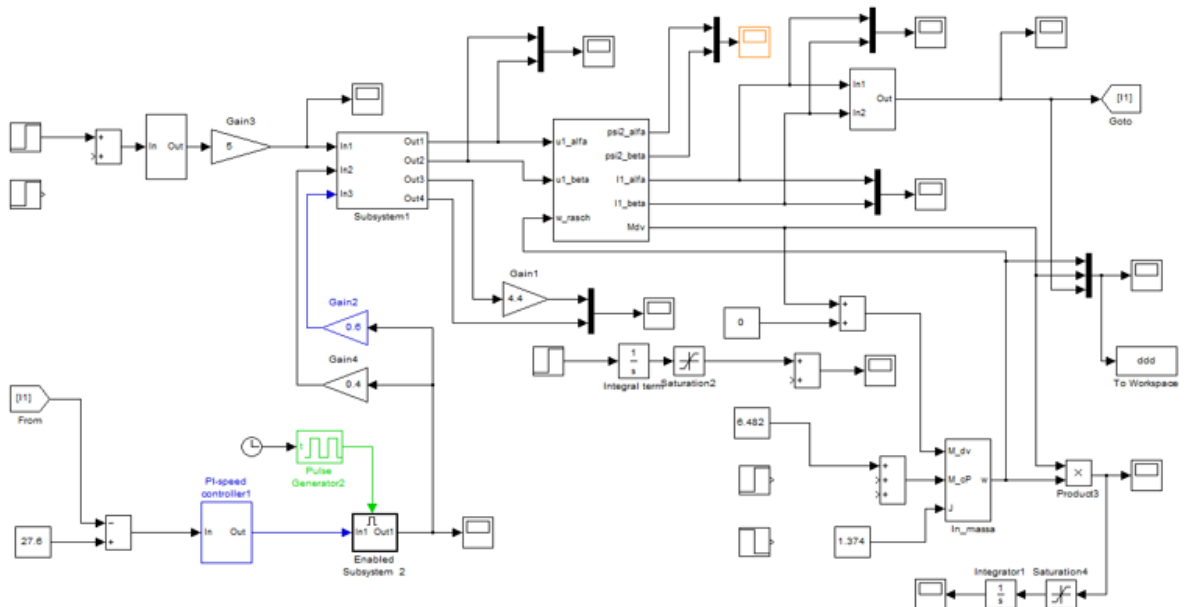 Gain3
5
In Out
In1
In2
In3
Out1
Out2
Out3
Out4
Subsystem1
u1_alfa
u1_beta
w_rasch
psi2_alfa
psi2_beta
I1_alfa
I1_beta
Mdv
In1
In2
Out
[I1]
Goto
Gain1
4.4
Gain2
0.6
Gain4
0.4
0
1
s
Integral term
Saturation2
ddd
To Workspace
[I1]
From
Pulse
Generator2
PI-speed
controller1
In Out
27.6
In1 Out1
Enabled
Subsystem 2
6.482
1.374
M_dv
M_cP
J
w
In_massa
×
Product3
Integrator1
1
s
Saturation4